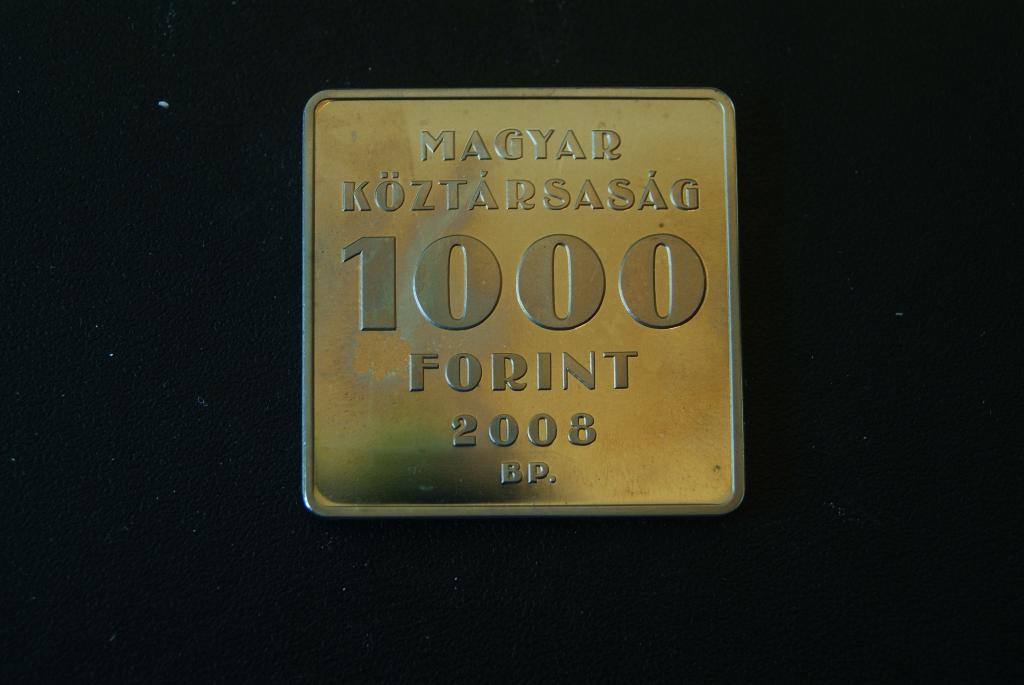 MAGYAR
KÖZTÁRSASÁG
1000
FORINT
2008
BP.